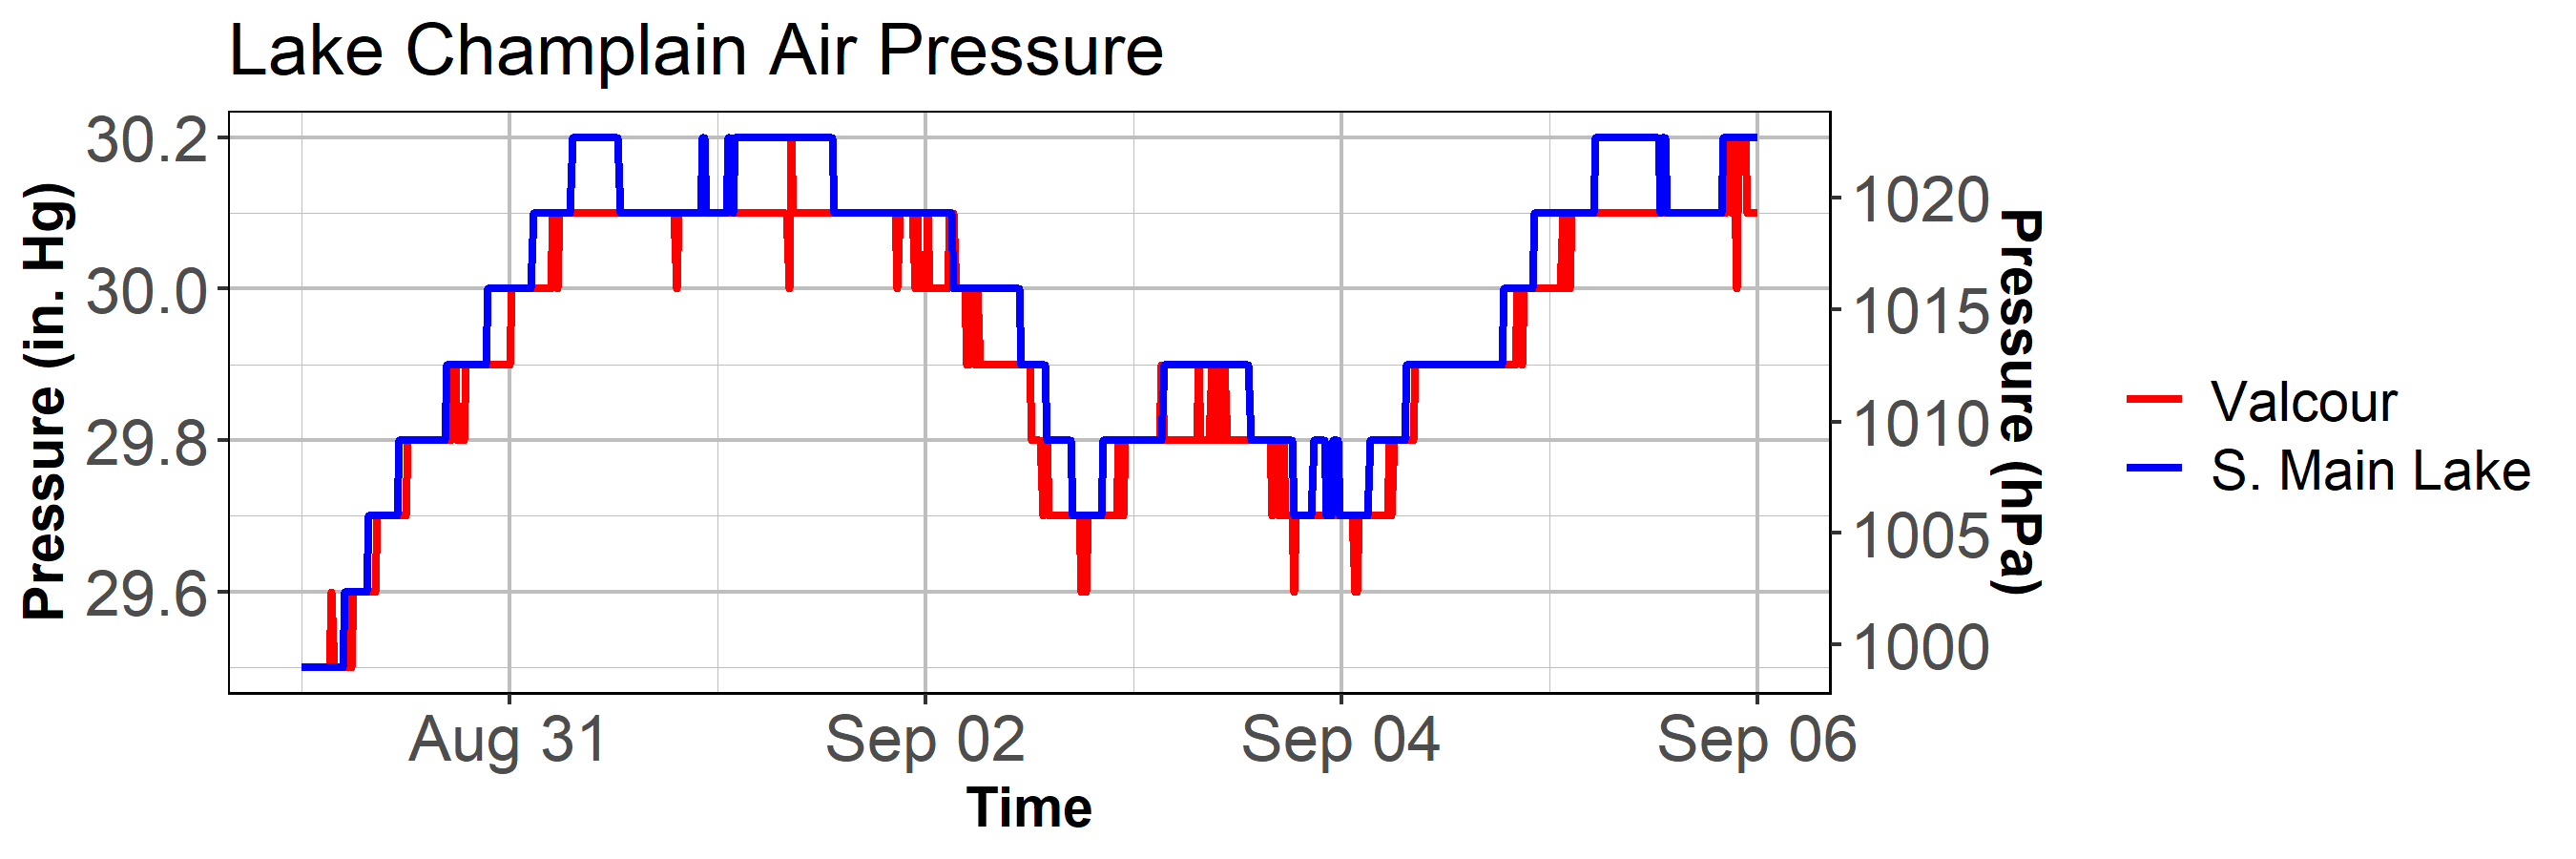 Lake Champlain Air Pressure
Pressure (in. Hg)
30.2
30.0
29.8
29.6
1020
1015
1010
1005
1000
Pressure (hPa)
Aug 31
Sep 02
Sep 04
Sep 06
Time
Valcour
S. Main Lake